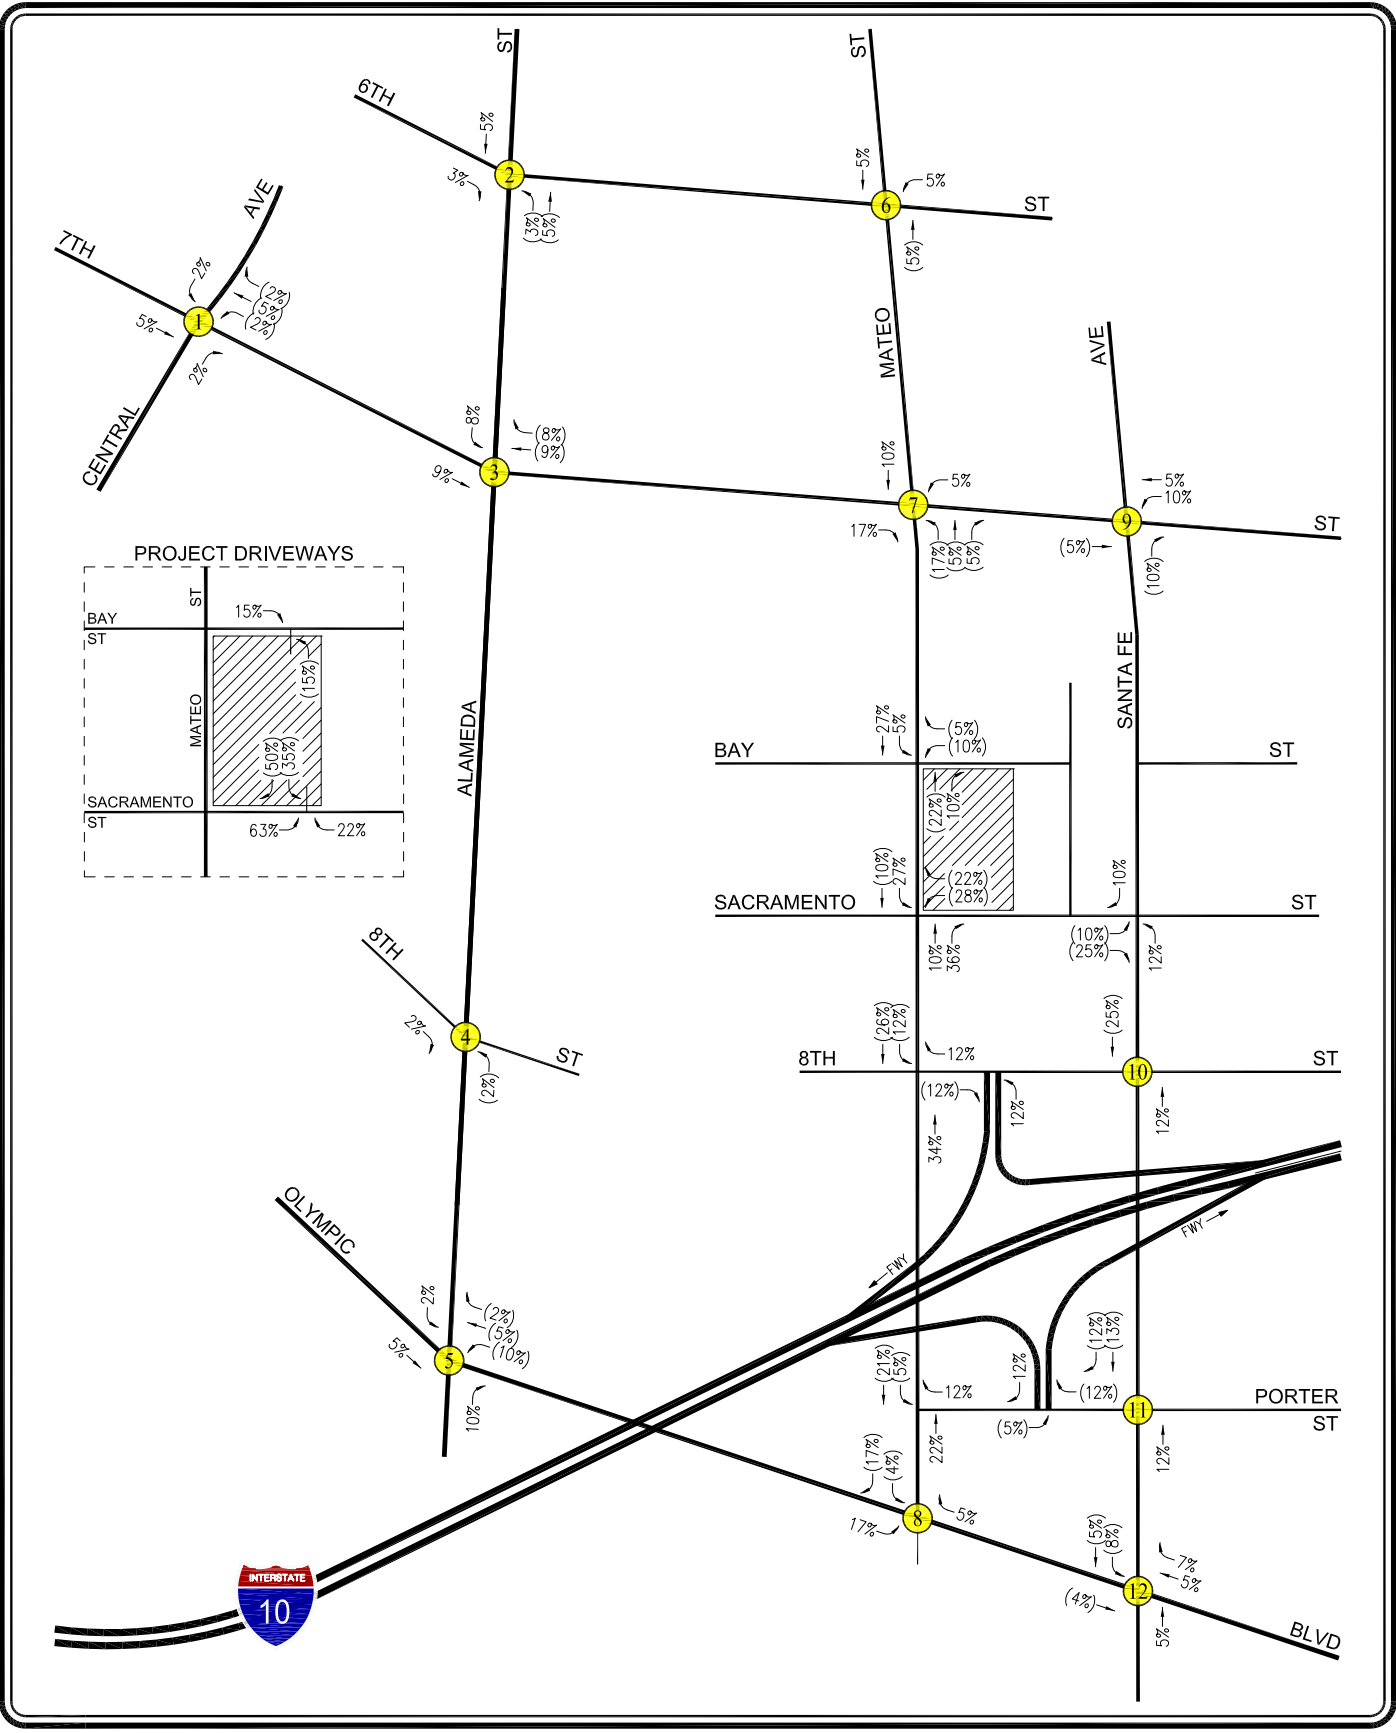 ST
ST
6TH
5%
3%
2
(3%)
(5%)
5%
5%
6
ST
(5%)
AVE
7TH
2%
(2%)
(5%)
(2%)
1
5%
2%
CENTRAL
MATEO
AVE
8%
(8%)
(9%)
9%
3
10%
5%
7
17%
(17%)
(5%)
(5%)
5%
10%
9
ST
(5%)
(10%)
PROJECT DRIVEWAYS
ST
BAY
ST
15%
(15%)
MATEO
(50%)
(35%)
SACRAMENTO
ST
63%
22%
ALAMEDA
SANTA FE
27%
5%
(5%)
(10%)
BAY
ST
(22%)
10%
(10%)
27%
(22%)
(28%)
10%
SACRAMENTO
ST
10%
36%
(10%)
(25%)
12%
8TH
2%
4
ST
(2%)
(26%)
(12%)
12%
(25%)
8TH
ST
10
(12%)
12%
12%
34%
OLYMPIC
FWY
FWY
2%
(2%)
(5%)
(10%)
5%
5
10%
(21%)
(5%)
12%
12%
(12%)
(12%)
(13%)
PORTER
ST
11
(5%)
22%
12%
(17%)
(4%)
5%
8
17%
(5%)
(8%)
7%
5%
12
(4%)
5%
BLVD
INTERSTATE
10